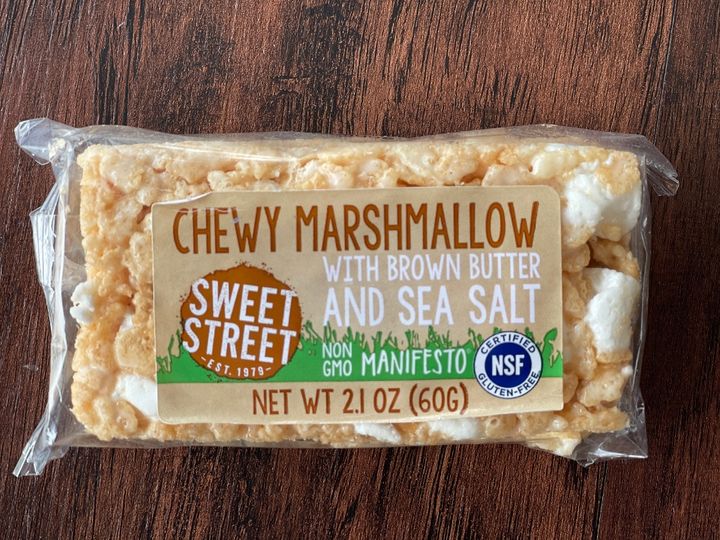 CHEWY MARSHMALLOW
WITH BROWN BUTTER
AND SEA SALT
SWEET
STREET
-EST. 1979-
NON
GMO
MANIFESTO®
CERTIFIED
NSF
GLUTEN-FREE
NET WT 2.1 OZ (60G)